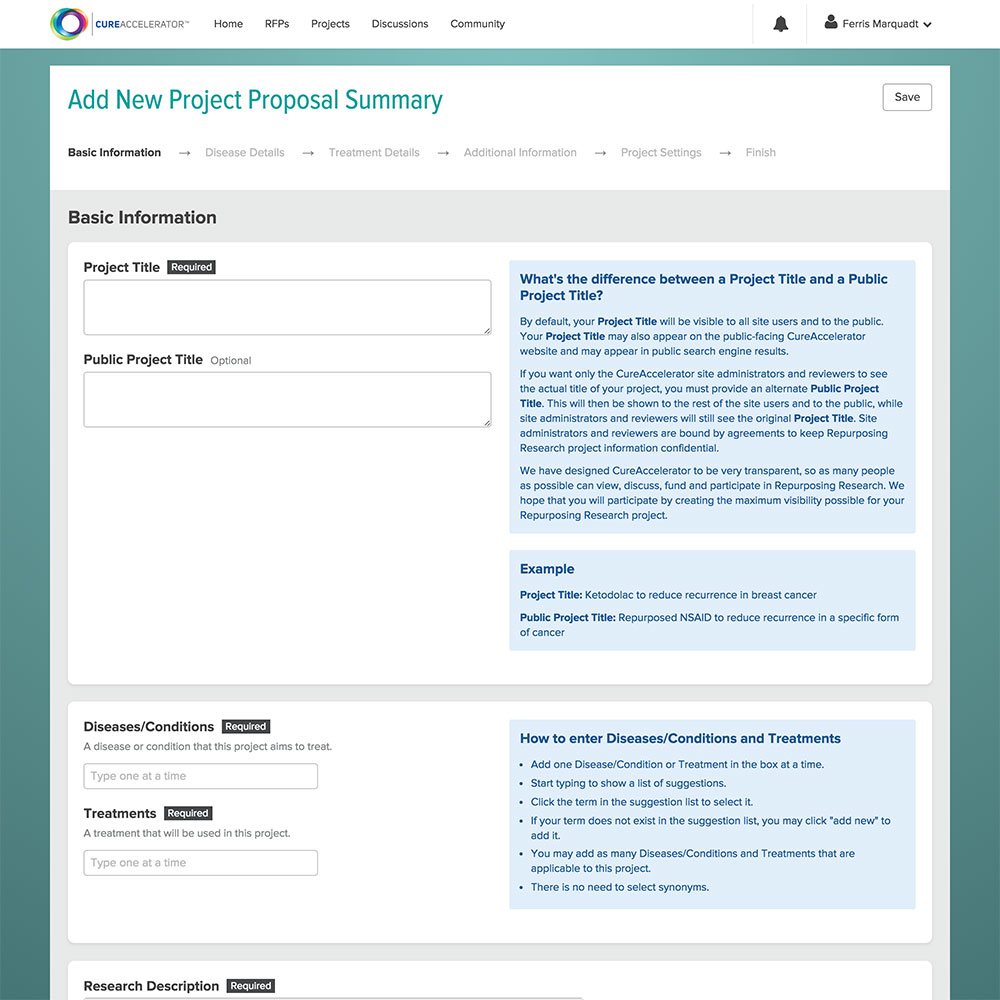 CUREACCELERATOR™ Home RFPs Projects Discussions Community Ferris Marquadt
Add New Project Proposal Summary
Save
Basic Information → Disease Details → Treatment Details → Additional Information → Project Settings → Finish
Basic Information
Project Title Required
Public Project Title Optional
What's the difference between a Project Title and a Public
Project Title?
By default, your Project Title will be visible to all site users and to the public.
Your Project Title may also appear on the public-facing CureAccelerator
website and may appear in public search engine results.
If you want only the CureAccelerator site administrators and reviewers to see
the actual title of your project, you must provide an alternate Public Project
Title. This will then be shown to the rest of the site users and to the public, while
site administrators and reviewers will still see the original Project Title. Site
administrators and reviewers are bound by agreements to keep Repurposing
Research project information confidential.
We have designed CureAccelerator to be very transparent, so as many people
as possible can view, discuss, fund and participate in Repurposing Research. We
hope that you will participate by creating the maximum visibility possible for your
Repurposing Research project.
Example
Project Title: Ketodolac to reduce recurrence in breast cancer
Public Project Title: Repurposed NSAID to reduce recurrence in a specific form
of cancer
Diseases/Conditions Required
A disease or condition that this project aims to treat.
Type one at a time
Treatments Required
A treatment that will be used in this project.
Type one at a time
How to enter Diseases/Conditions and Treatments
• Add one Disease/Condition or Treatment in the box at a time.
• Start typing to show a list of suggestions.
• Click the term in the suggestion list to select it.
• If your term does not exist in the suggestion list, you may click "add new" to
add it.
• You may add as many Diseases/Conditions and Treatments that are
applicable to this project.
• There is no need to select synonyms.
Research Description Required